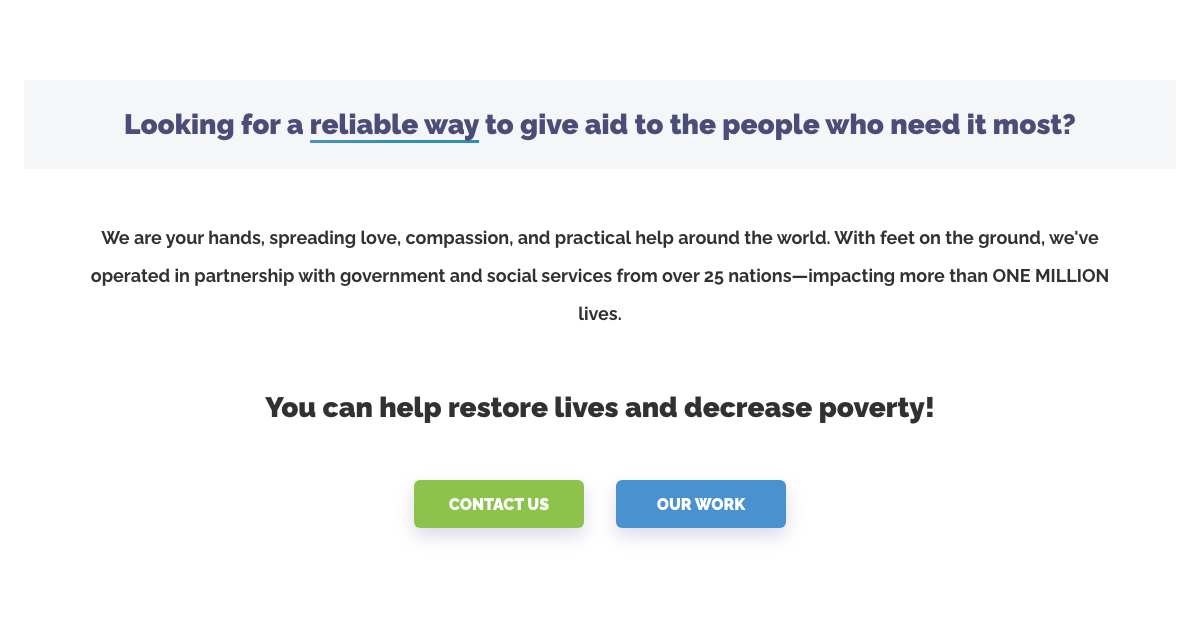 Looking for a reliable way to give aid to the people who need it most?
We are your hands, spreading love, compassion, and practical help around the world. With feet on the ground, we've
operated in partnership with government and social services from over 25 nations—impacting more than ONE MILLION
lives.
You can help restore lives and decrease poverty!
CONTACT US
OUR WORK